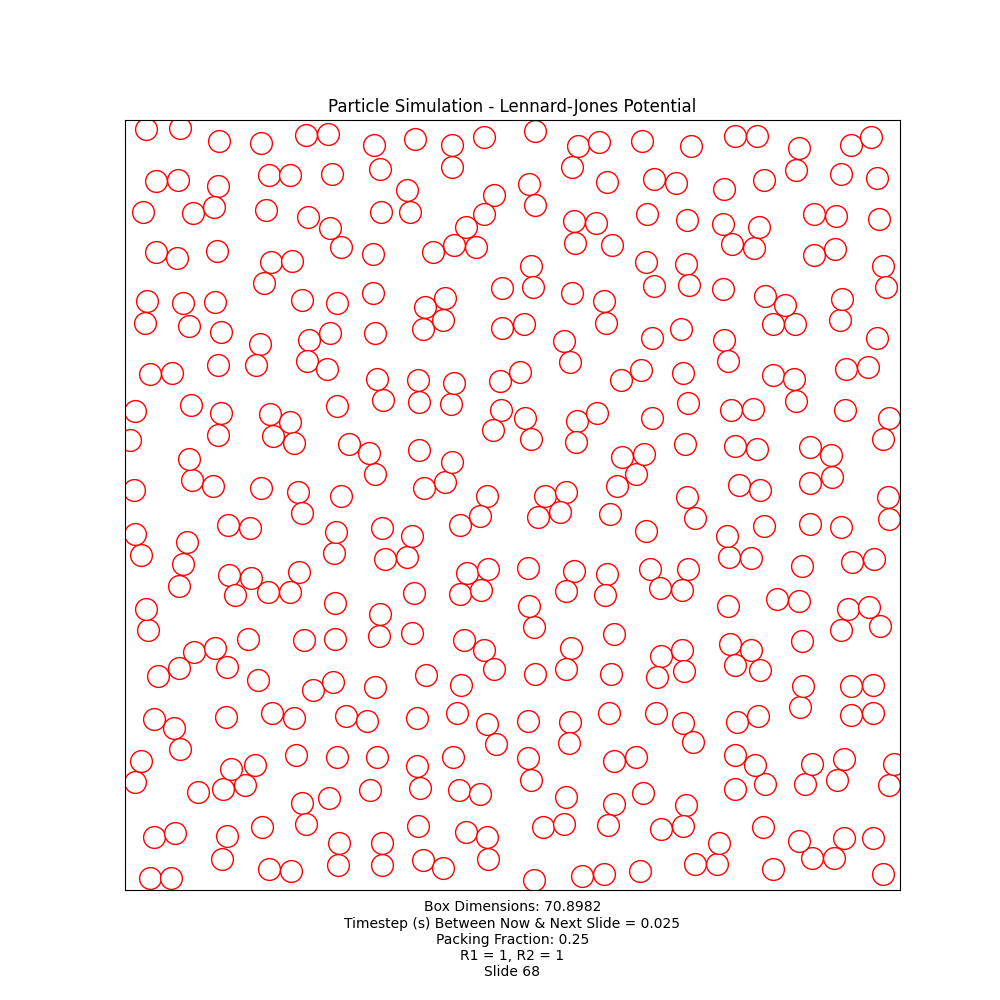 Particle Simulation - Lennard-Jones Potential
Box Dimensions: 70.8982
Timestep (s) Between Now & Next Slide = 0.025
Packing Fraction: 0.25
R1 = 1, R2 = 1
Slide 68